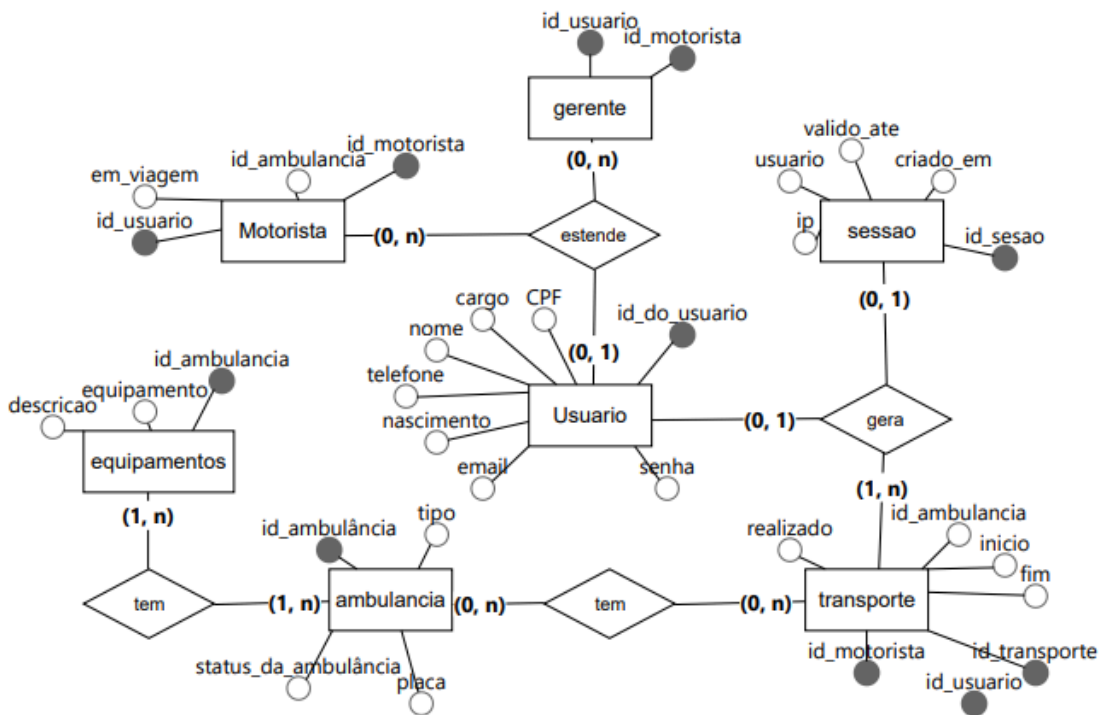 id_usuario
id_motorista
gerente
(0, n)
valido_ate
usuario
criado_em
ip
sessao
id_sesao
(0, 1)
id_motorista
id_ambulancia
em_viagem
id_usuario
Motorista
(0, n)
estende
cargo
CPF
id_do_usuario
nome
(0, 1)
telefone
Usuario
nascimento
email
senha
(0, 1)
gera
(1, n)
id_ambulancia
equipamento
descricao
equipamentos
(1, n)
tem
(1, n)
tipo
id_ambulância
ambulancia
status_da_ambulância
placa
(0, n)
tem
(0, n)
realizado
id_ambulancia
inicio
fim
transporte
id_motorista
id_transporte
id_usuario